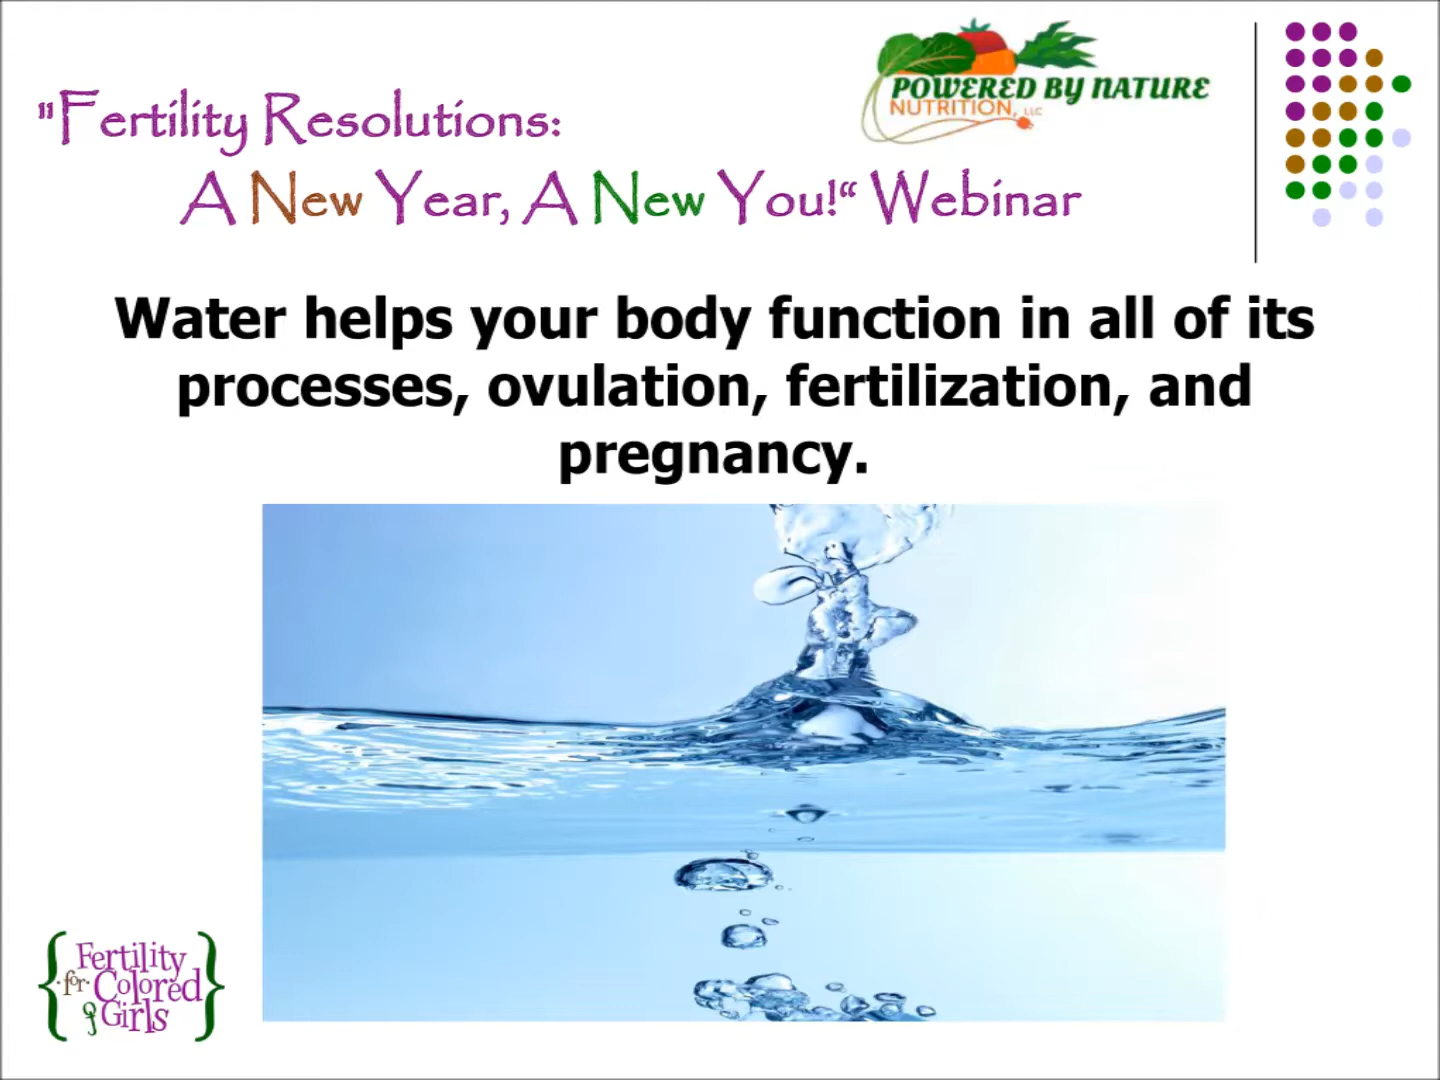 POWERED BY NATURE
NUTRITION, LLC
"Fertility Resolutions:
A New Year, A New You!“ Webinar
Water helps your body function in all of its
processes, ovulation, fertilization, and
pregnancy.
{Fertility
for Colored
Girls}